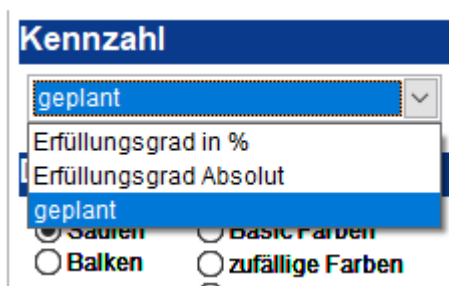 Kennzahl
geplant
Erfüllungsgrad in %
Erfüllungsgrad Absolut
geplant
Säulen Basic Farben
Balken zufällige Farben